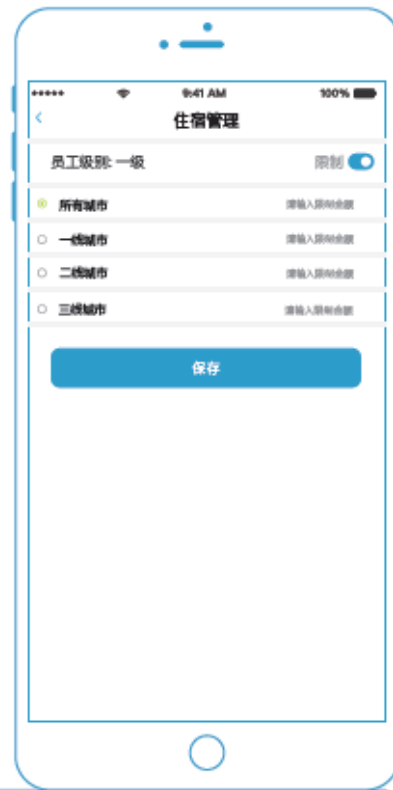 9:41 AM 100%
住宿管理
员工级别: 一级 限制
所有城市 请输入限制金额
一线城市 请输入限制金额
二线城市 请输入限制金额
三线城市 请输入限制金额
保存